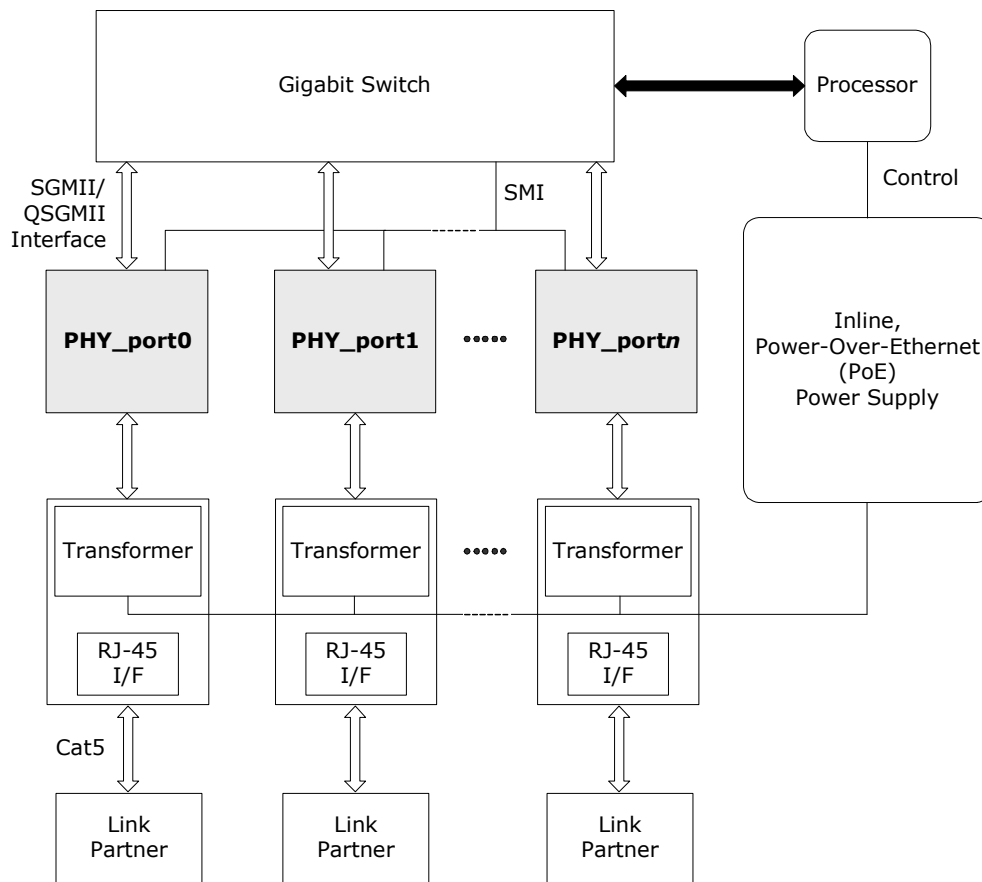 Gigabit Switch
Processor
SGMII/
QSGMII
Interface
SMI
Control
PHY_port0
PHY_port1
PHY_portn
Inline,
Power-Over-Ethernet
(PoE)
Power Supply
Transformer
Transformer
Transformer
RJ-45
I/F
RJ-45
I/F
RJ-45
I/F
Cat5
Link
Partner
Link
Partner
Link
Partner